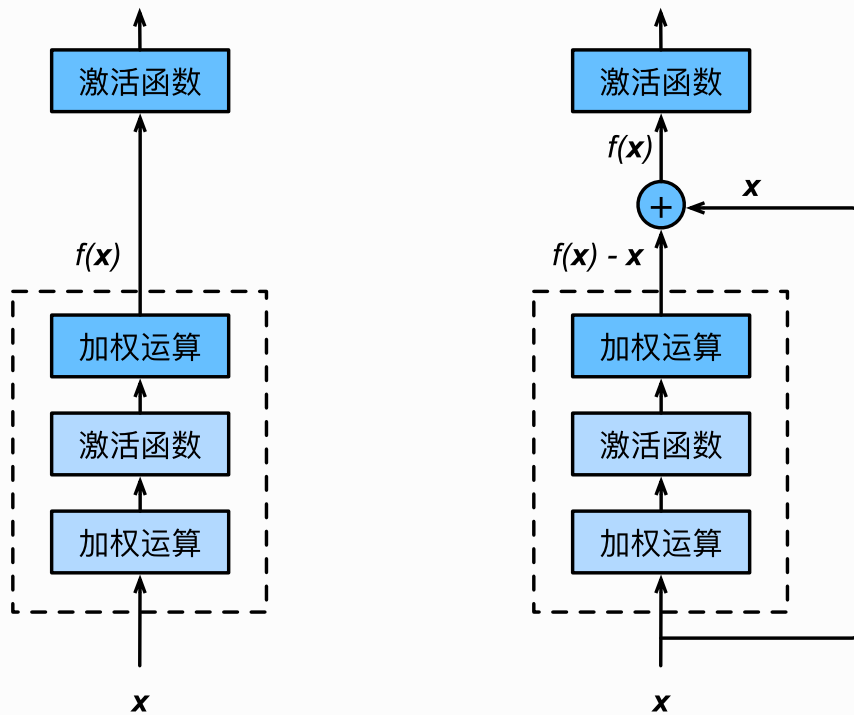 激活函数
f(x)
加权运算
激活函数
加权运算
x
激活函数
f(x)
x
+
f(x) - x
加权运算
激活函数
加权运算
x